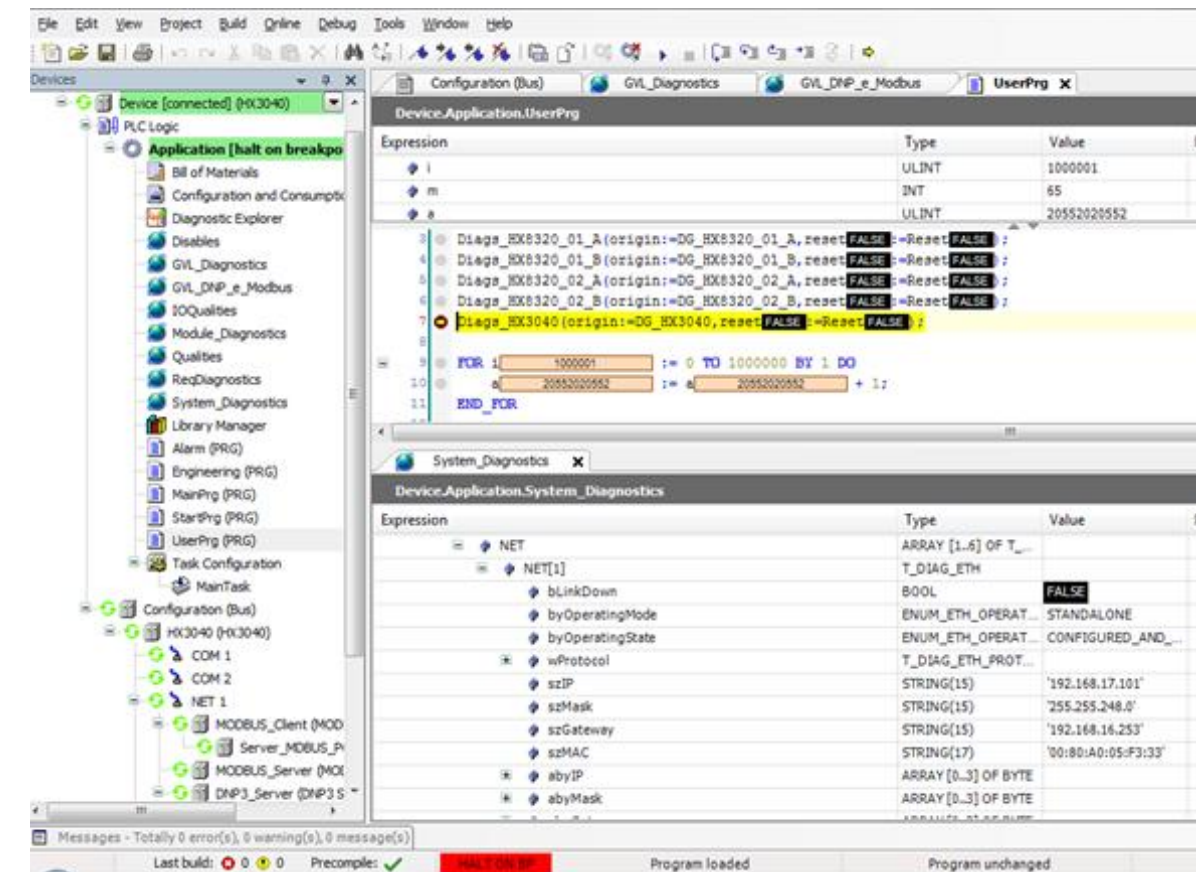 File Edit View Project Build Online Debug Tools Window Help
Devices
Device [connected] (HX3040)
PLC Logic
Application [halt on breakpo
Bill of Materials
Configuration and Consumptio
Diagnostic Explorer
Disables
GVL_Diagnostics
GVL_DNP_e_Modbus
IOQualities
Module_Diagnostics
Qualities
ReqDiagnostics
System_Diagnostics
Library Manager
Alarm (PRG)
Engineering (PRG)
MainPrg (PRG)
StartPrg (PRG)
UserPrg (PRG)
Task Configuration
MainTask
Configuration (Bus)
HX3040 (HX3040)
COM 1
COM 2
NET 1
MODBUS_Client (MOD
Server_MDBUS_P
MODBUS_Server (MO
DNP3_Server (DNP3 S
Configuration (Bus) GVL_Diagnostics GVL_DNP_e_Modbus UserPrg X
Device.Application.UserPrg
Expression Type Value
i ULINT 1000001
m INT 65
a ULINT 20552020552
3 Diags_HX8320_01_A(origin:=DG_HX8320_01_A,reset FALSE :=Reset FALSE );
4 Diags_HX8320_01_B(origin:=DG_HX8320_01_B,reset FALSE :=Reset FALSE );
5 Diags_HX8320_02_A(origin:=DG_HX8320_02_A,reset FALSE :=Reset FALSE );
6 Diags_HX8320_02_B(origin:=DG_HX8320_02_B,reset FALSE :=Reset FALSE );
7 Diags_HX3040(origin:=DG_HX3040,reset FALSE :=Reset FALSE );
8
9 FOR i 1000001 := 0 TO 1000000 BY 1 DO
10 a 20552020552 := a 20552020552 + 1;
11 END_FOR
System_Diagnostics X
Device.Application.System_Diagnostics
Expression Type Value
NET ARRAY [1..6] OF T_...
NET[1] T_DIAG_ETH
bLinkDown BOOL FALSE
byOperatingMode ENUM_ETH_OPERAT... STANDALONE
byOperatingState ENUM_ETH_OPERAT... CONFIGURED_AND_...
wProtocol T_DIAG_ETH_PROT...
szIP STRING(15) '192.168.17.101'
szMask STRING(15) '255.255.248.0'
szGateway STRING(15) '192.168.16.253'
szMAC STRING(17) '00:80:A0:05:F3:33'
abyIP ARRAY [0..3] OF BYTE
abyMask ARRAY [0..3] OF BYTE
Messages - Totally 0 error(s), 0 warning(s), 0 message(s)
Last build: 0 0 Precompile: HALT ON BP Program loaded Program unchanged